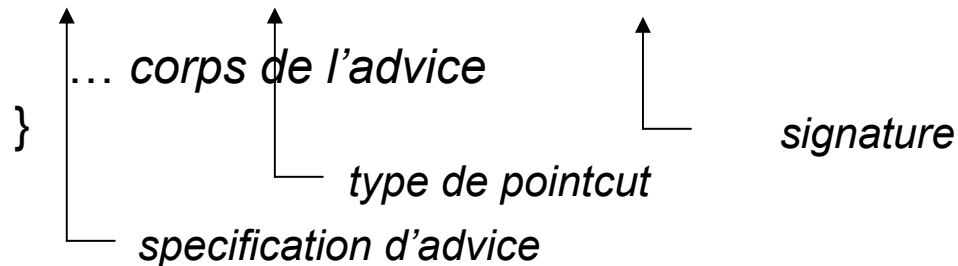 … corps de l’advice
}
signature
type de pointcut
specification d’advice